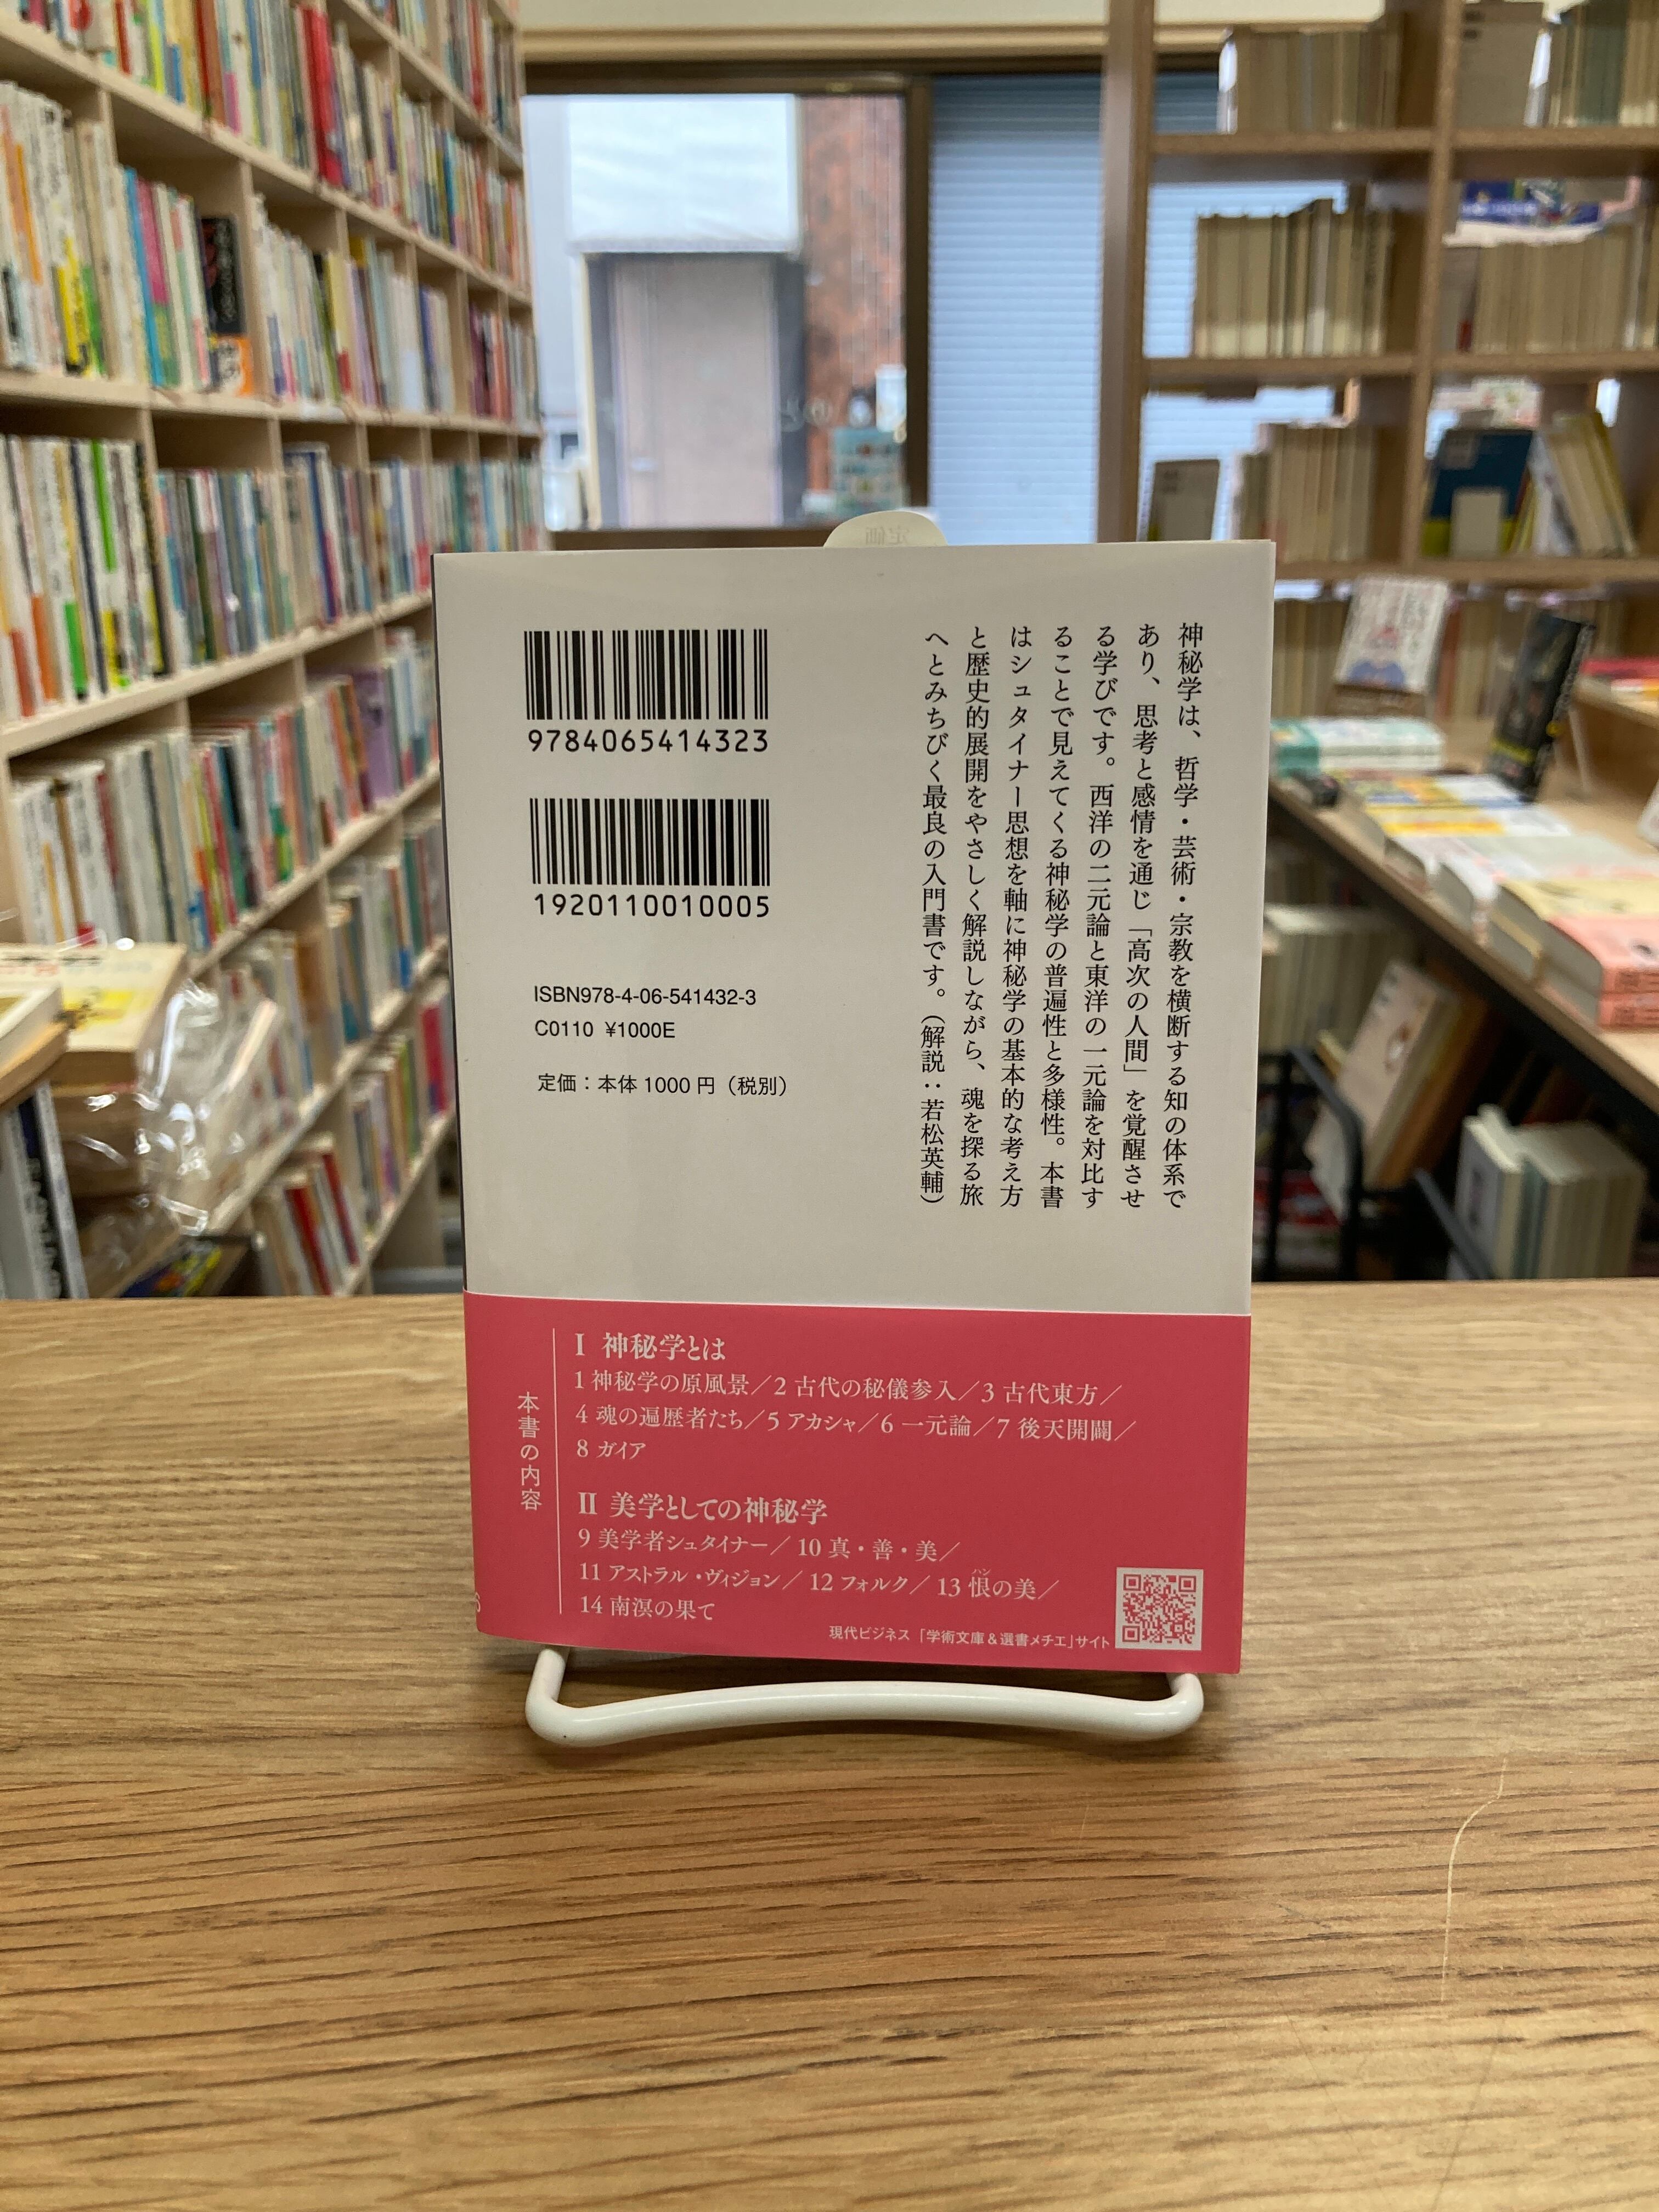 神秘学は、哲学・芸術・宗教を横断する知の体系で
あり、思考と感情を通じ「高次の人間」を覚醒させ
る学びです。西洋の二元論と東洋の一元論を対比す
ることで見えてくる神秘学の普遍性と多様性。本書
はシュタイナー思想を軸に神秘学の基本的な考え方
と歴史的展開をやさしく解説しながら、魂を探る旅
へとみちびく最良の入門書です。(解説:若松英輔)
9784065414323
1920110010005
ISBN978-4-06-541432-3
C0110 ¥1000E
定価:本体1000円(税別)
本書の内容
I 神秘学とは
1 神秘学の原風景/2 古代の秘儀参入/3 古代東方/
4 魂の遍歴者たち/5 アカシャ/6 一元論/7 後天開闢/
8 ガイア
II 美学としての神秘学
9 美学者シュタイナー/10 真・善・美/
11 アストラル・ヴィジョン/12 フォルク/13 恨の美/
ハン
14 南溟の果て
現代ビジネス「学術文庫&選書メチエ」サイト
定価